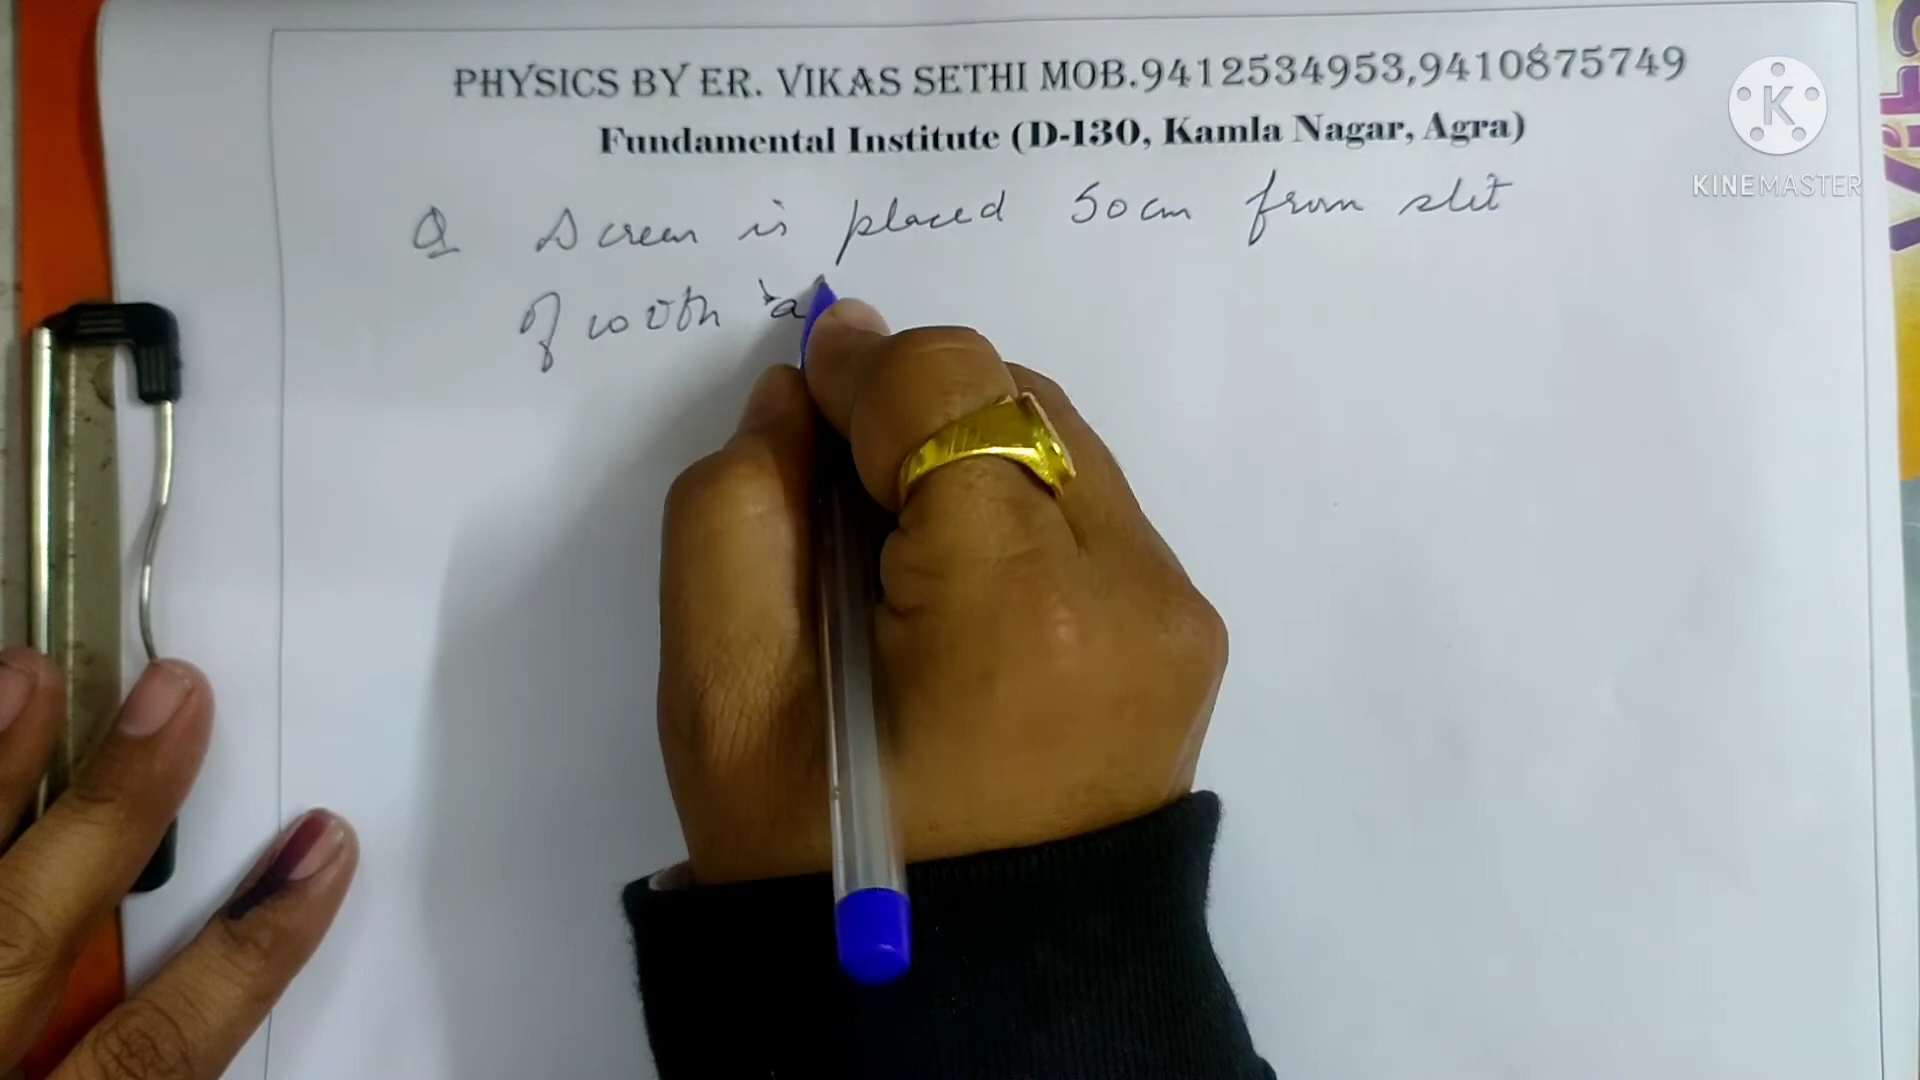 PHYSICS BY ER. VIKAS SETHI MOB.9412534953,9410875749
Fundamental Institute (D-130, Kamla Nagar, Agra)
KINEMASTER
Q Screen is placed 50cm from slit
of width 'a